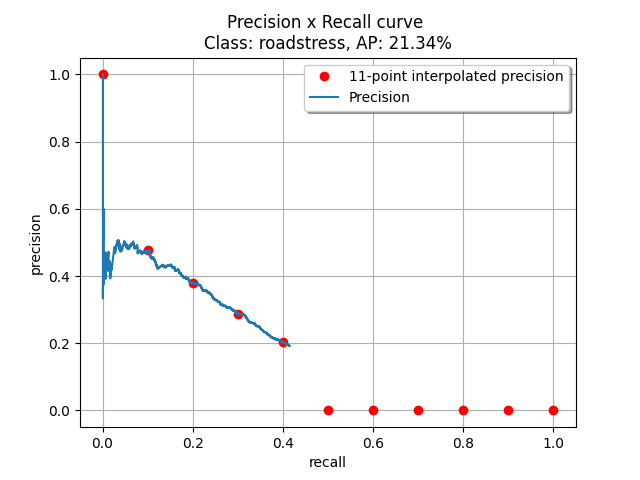 Precision x Recall curve
Class: roadstress, AP: 21.34%
11-point interpolated precision
Precision
1.0
0.8
0.6
0.4
0.2
0.0
precision
0.0 0.2 0.4 0.6 0.8 1.0
recall